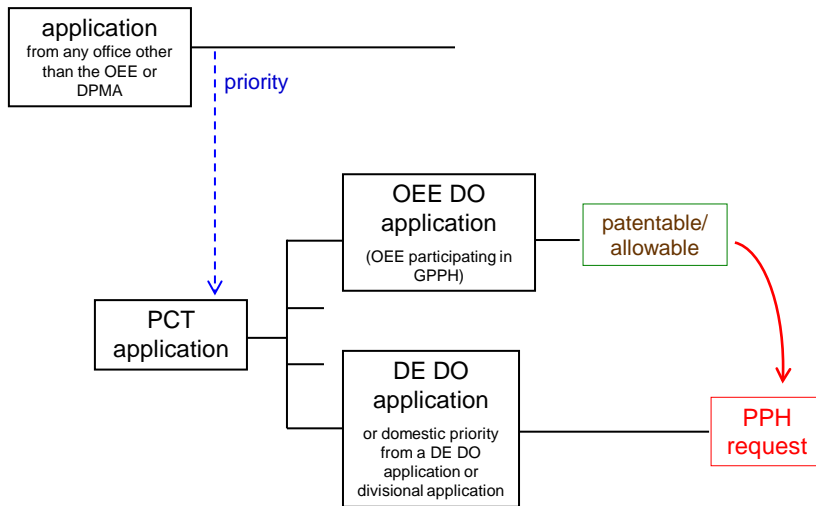 application
from any office other
than the OEE or
DPMA
priority
OEE DO
application
(OEE participating in
GPPH)
patentable/
allowable
PCT
application
DE DO
application
or domestic priority
from a DE DO
application or
divisional application
PPH
request